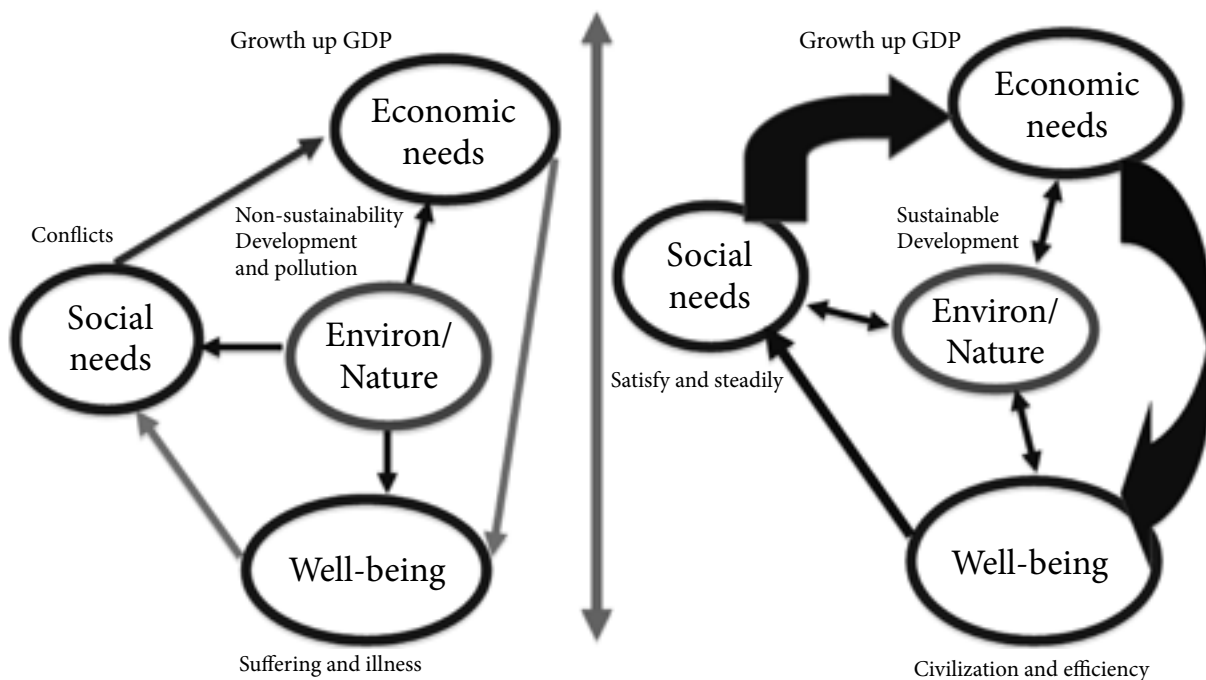 Growth up GDP
Economic
needs
Non-sustainability
Development
and pollution
Conflicts
Social
needs
Environ/
Nature
Well-being
Suffering and illness
Growth up GDP
Economic
needs
Sustainable
Development
Social
needs
Environ/
Nature
Satisfy and steadily
Well-being
Civilization and efficiency